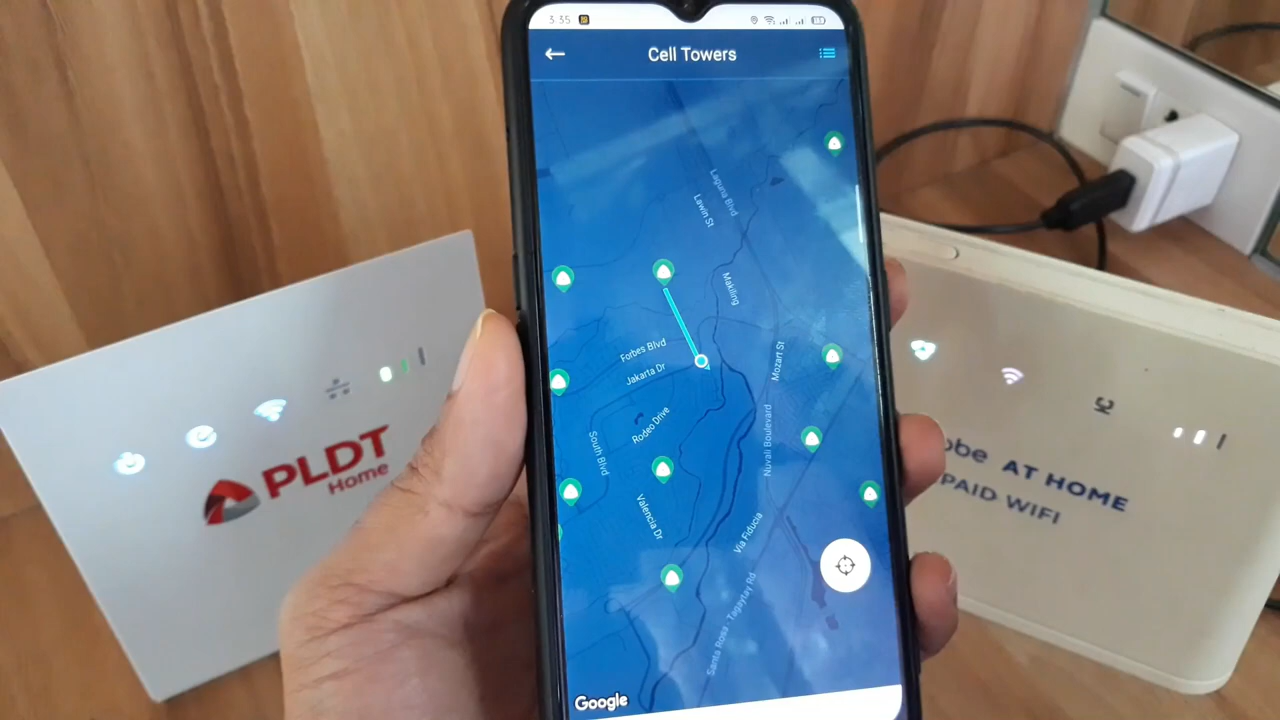 3:35
Cell Towers
Laguna Blvd
Lawin St
Makiling
Forbes Blvd
Jakarta Dr
Mozart St
Rodeo Drive
South Blvd
Nuvali Boulevard
Valencia Dr
Via Fiducia
Santa Rosa - Tagaytay Rd
Google
PLDT
Home
obe AT HOME
PAID WIFI